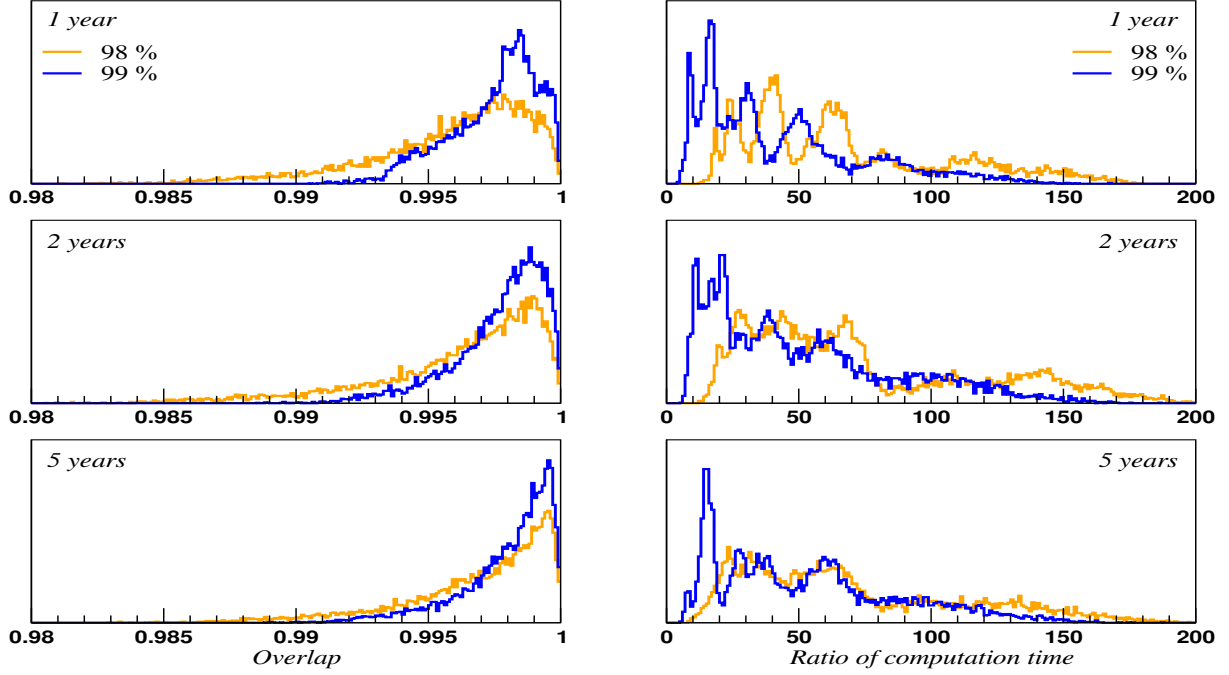 1 year
98 %
99 %
0.98 0.985 0.99 0.995 1
2 years
0.98 0.985 0.99 0.995 1
5 years
0.98 0.985 0.99 0.995 1
Overlap
1 year
98 %
99 %
0 50 100 150 200
2 years
0 50 100 150 200
5 years
0 50 100 150 200
Ratio of computation time